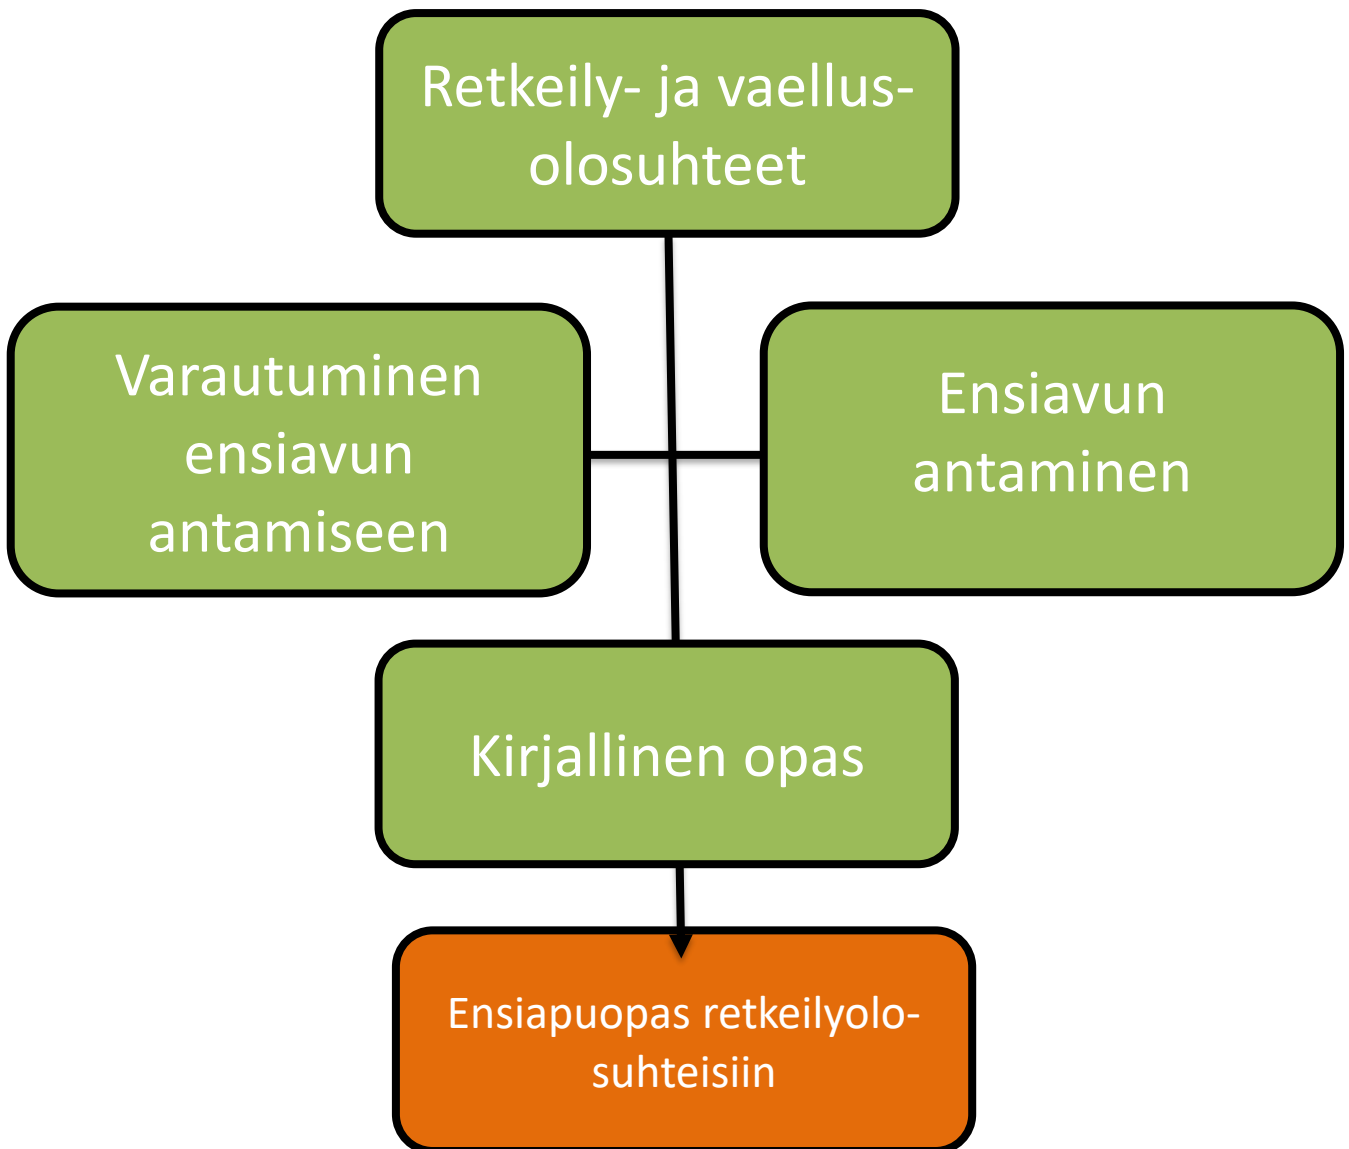 Retkeily- ja vaellus-
olosuhteet
Varautuminen
ensiavun
antamiseen
Ensiavun
antaminen
Kirjallinen opas
Ensiapuopas retkeilyolo-
suhteisiin